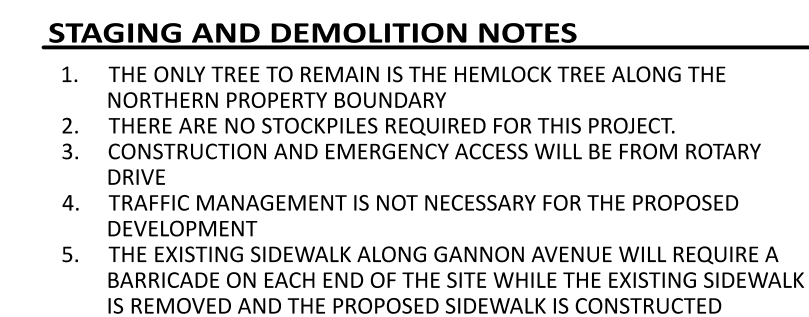 STAGING AND DEMOLITION NOTES
1. THE ONLY TREE TO REMAIN IS THE HEMLOCK TREE ALONG THE
NORTHERN PROPERTY BOUNDARY
2. THERE ARE NO STOCKPILES REQUIRED FOR THIS PROJECT.
3. CONSTRUCTION AND EMERGENCY ACCESS WILL BE FROM ROTARY
DRIVE
4. TRAFFIC MANAGEMENT IS NOT NECESSARY FOR THE PROPOSED
DEVELOPMENT
5. THE EXISTING SIDEWALK ALONG GANNON AVENUE WILL REQUIRE A
BARRICADE ON EACH END OF THE SITE WHILE THE EXISTING SIDEWALK
IS REMOVED AND THE PROPOSED SIDEWALK IS CONSTRUCTED